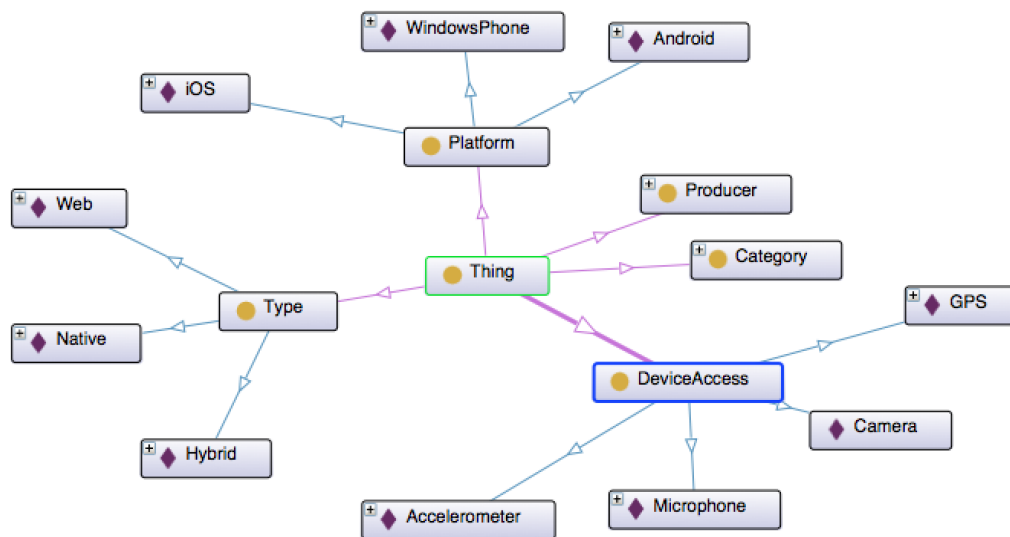 WindowsPhone
Android
iOS
Platform
Producer
Web
Category
Thing
GPS
Type
Native
DeviceAccess
Camera
Hybrid
Microphone
Accelerometer